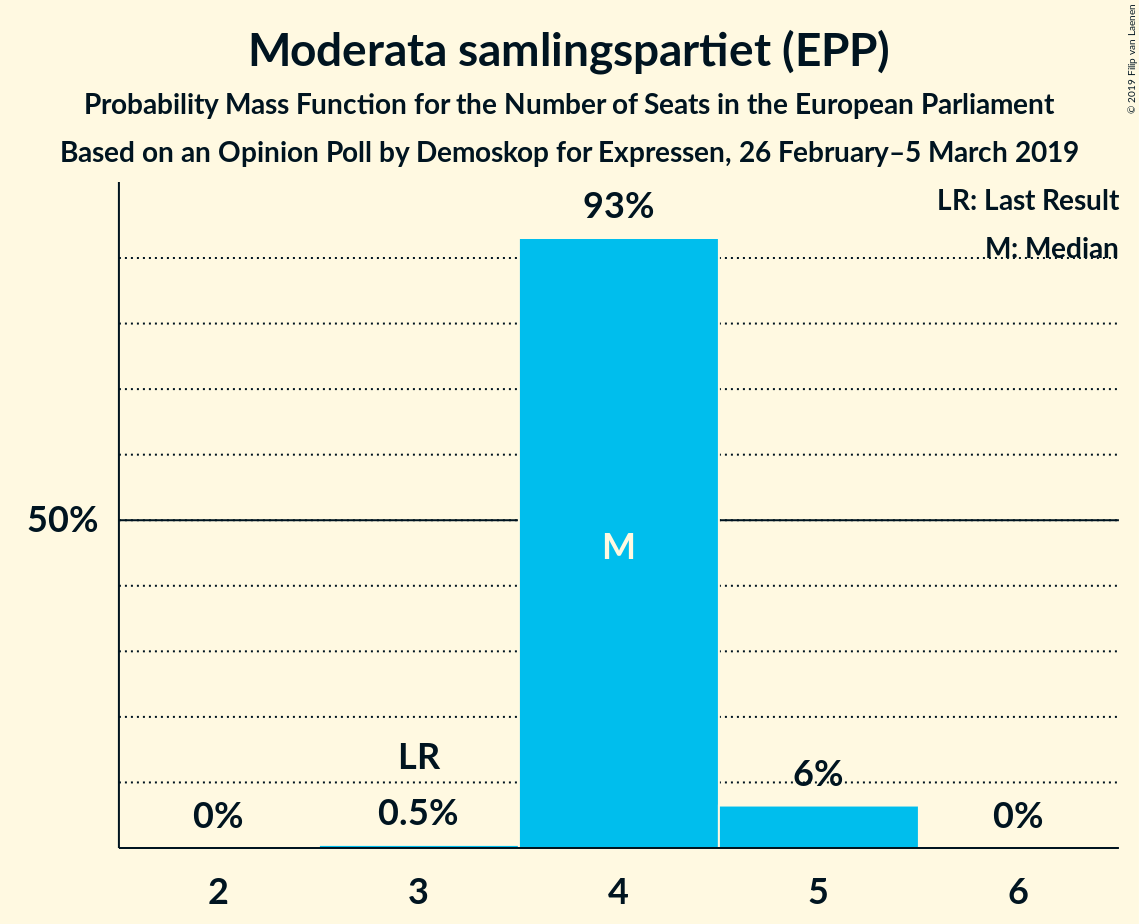 Moderata samlingspartiet (EPP)
Probability Mass Function for the Number of Seats in the European Parliament
Based on an Opinion Poll by Demoskop for Expressen, 26 February–5 March 2019
© 2019 Filip van Laenen
LR: Last Result
M: Median
93%
50%
M
LR
0%
0.5%
6%
0%
2
3
4
5
6